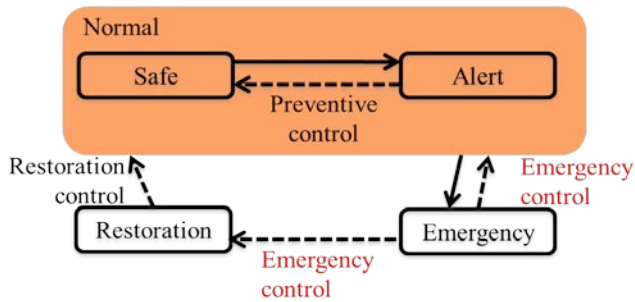 Normal
Safe
Alert
Preventive
control
Restoration
control
Emergency
control
Restoration
Emergency
Emergency
control